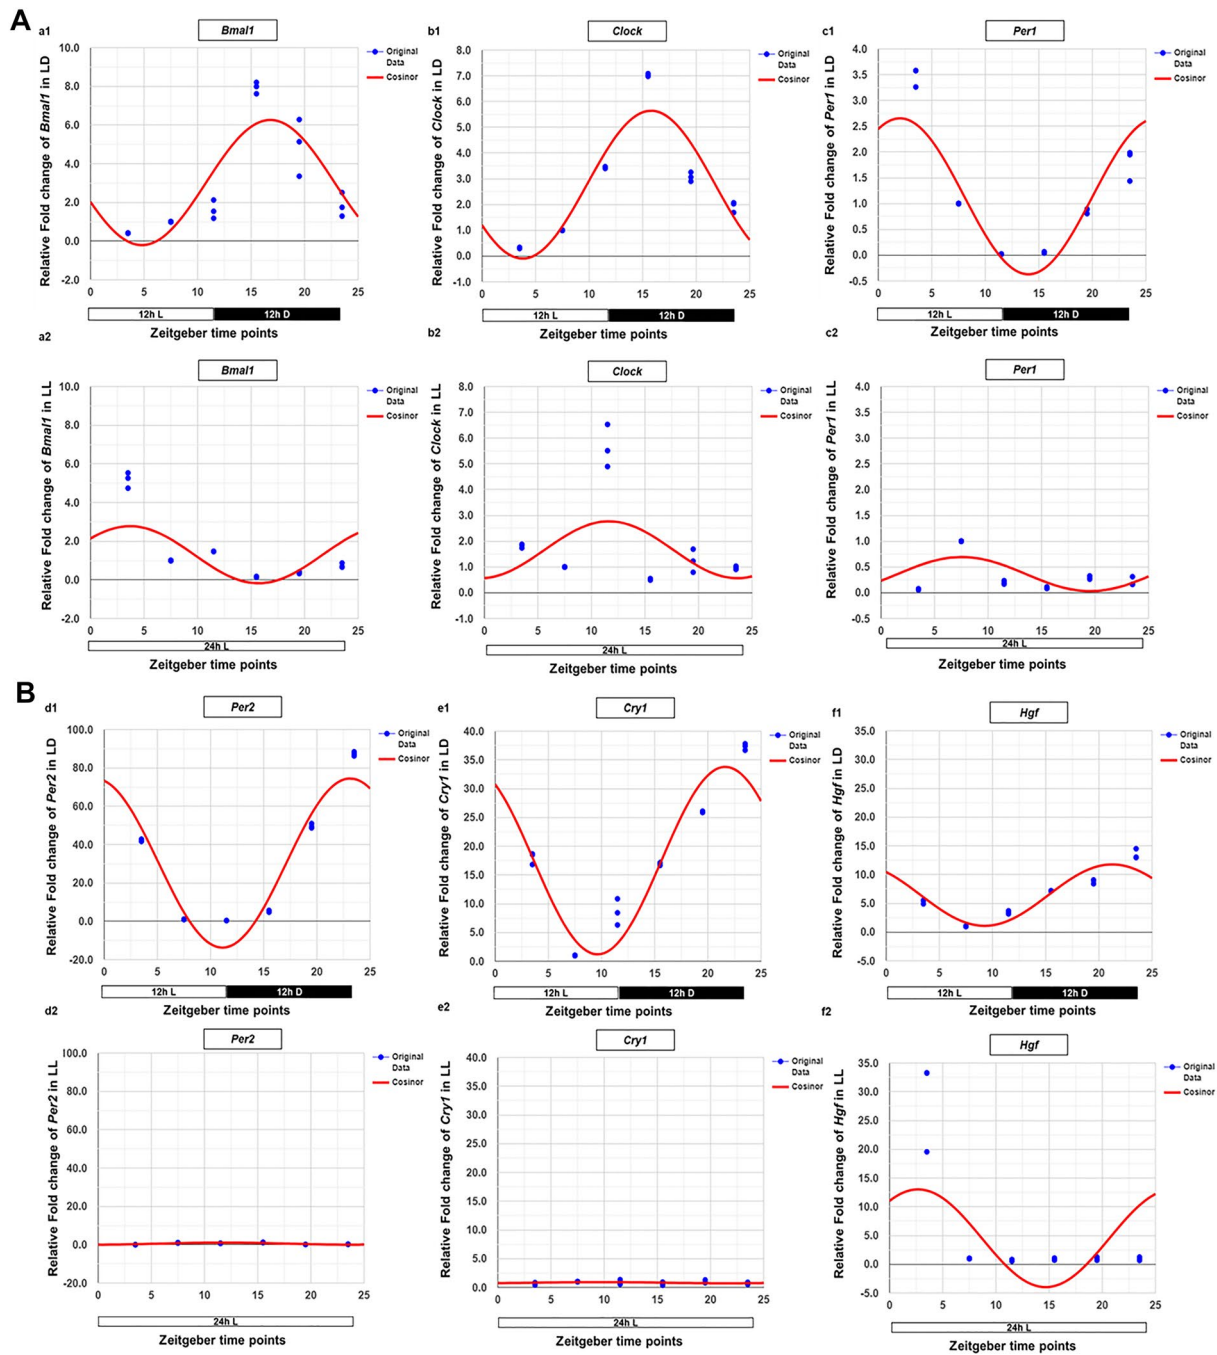 A
a1
Bmal1
Relative Fold change of Bmal1 in LD
10.0
8.0
6.0
4.0
2.0
0.0
-2.0
0 5 10 15 20 25
12h L 12h D
Zeitgeber time points
Original
Data
Cosinor
b1
Clock
Relative Fold change of Clock in LD
8.0
7.0
6.0
5.0
4.0
3.0
2.0
1.0
0.0
-1.0
0 5 10 15 20 25
12h L 12h D
Zeitgeber time points
Original
Data
Cosinor
c1
Per1
Relative Fold change of Per1 in LD
4.0
3.5
3.0
2.5
2.0
1.5
1.0
0.5
0.0
-0.5
0 5 10 15 20 25
12h L 12h D
Zeitgeber time points
Original
Data
Cosinor
a2
Bmal1
Relative Fold change of Bmal1 in LL
10.0
8.0
6.0
4.0
2.0
0.0
-2.0
0 5 10 15 20 25
24h L
Zeitgeber time points
Original
Data
Cosinor
b2
Clock
Relative Fold change of Clock in LL
8.0
7.0
6.0
5.0
4.0
3.0
2.0
1.0
0.0
-1.0
0 5 10 15 20 25
24h L
Zeitgeber time points
Original
Data
Cosinor
c2
Per1
Relative Fold change of Per1 in LL
4.0
3.5
3.0
2.5
2.0
1.5
1.0
0.5
0.0
-0.5
0 5 10 15 20 25
24h L
Zeitgeber time points
Original
Data
Cosinor
B
d1
Per2
Relative Fold change of Per2 in LD
100.0
80.0
60.0
40.0
20.0
0.0
-20.0
0 5 10 15 20 25
12h L 12h D
Zeitgeber time points
Original
Data
Cosinor
e1
Cry1
Relative Fold change of Cry1 in LD
40.0
35.0
30.0
25.0
20.0
15.0
10.0
5.0
0.0
0 5 10 15 20 25
12h L 12h D
Zeitgeber time points
Original
Data
Cosinor
f1
Hgf
Relative Fold change of Hgf in LD
35.0
30.0
25.0
20.0
15.0
10.0
5.0
0.0
-5.0
0 5 10 15 20 25
12h L 12h D
Zeitgeber time points
Original
Data
Cosinor
d2
Per2
Relative Fold change of Per2 in LL
100.0
80.0
60.0
40.0
20.0
0.0
-20.0
0 5 10 15 20 25
24h L
Zeitgeber time points
Original
Data
Cosinor
e2
Cry1
Relative Fold change of Cry1 in LL
40.0
35.0
30.0
25.0
20.0
15.0
10.0
5.0
0.0
0 5 10 15 20 25
24h L
Zeitgeber time points
Original
Data
Cosinor
f2
Hgf
Relative Fold change of Hgf in LL
35.0
30.0
25.0
20.0
15.0
10.0
5.0
0.0
-5.0
0 5 10 15 20 25
24h L
Zeitgeber time points
Original
Data
Cosinor